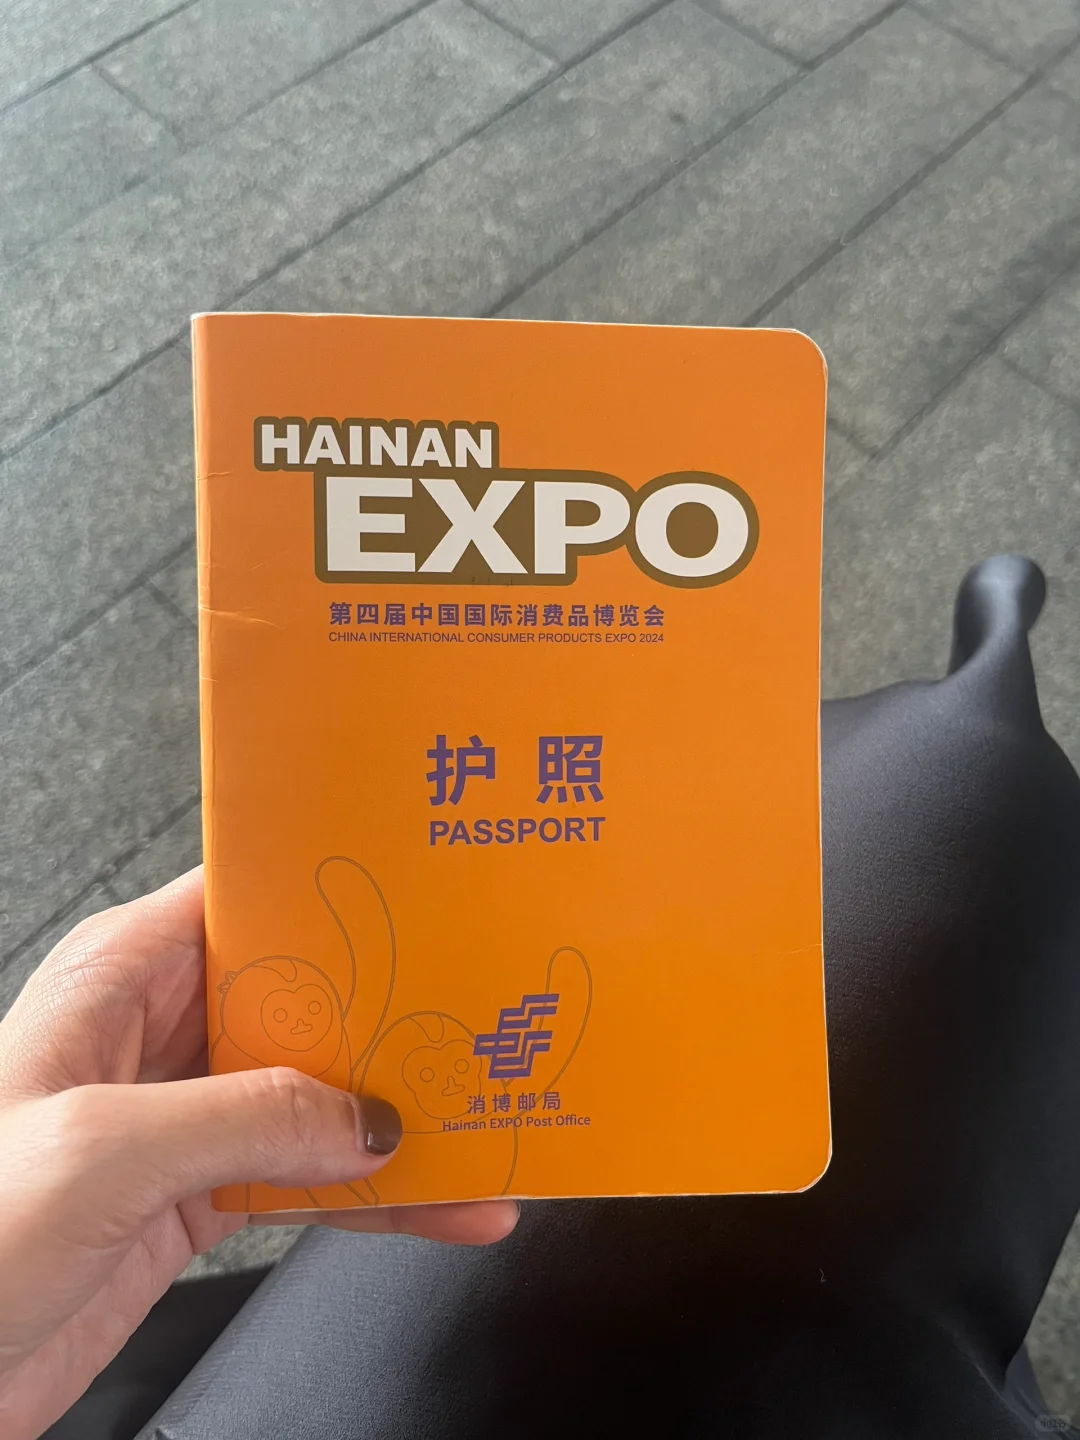 HAINAN
EXPO
第四届中国国际消费品博览会
CHINA INTERNATIONAL CONSUMER PRODUCTS EXPO 2024
护照
PASSPORT
消博邮局
Hainan EXPO Post Office